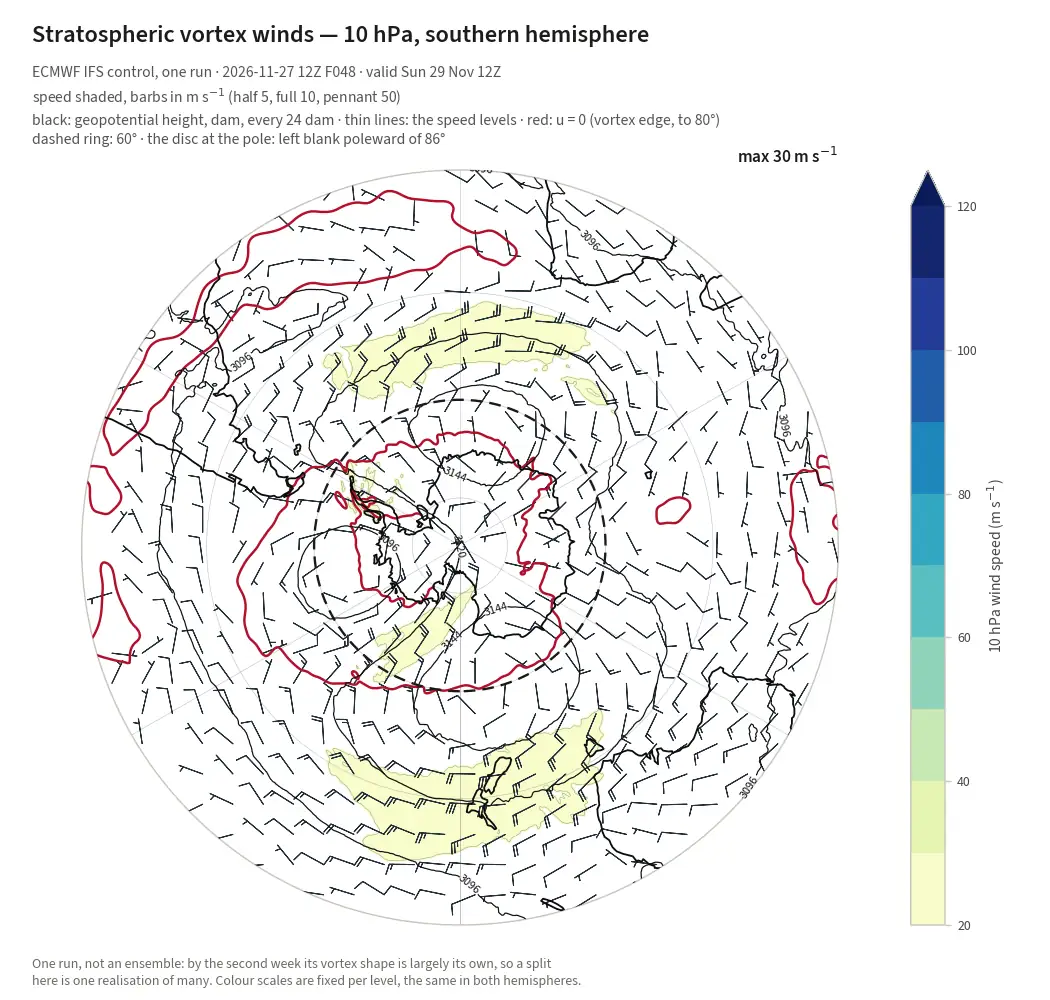 Stratospheric vortex winds — 10 hPa, southern hemisphere
ECMWF IFS control, one run · 2026-11-27 12Z F048 · valid Sun 29 Nov 12Z
speed shaded, barbs in m s⁻¹ (half 5, full 10, pennant 50)
black: geopotential height, dam, every 24 dam · thin lines: the speed levels · red: u = 0 (vortex edge, to 80°)
dashed ring: 60° · the disc at the pole: left blank poleward of 86°
max 30 m s⁻¹
3096
3096
3096
3144
3096
3120
3144
3144
3096
3096
120
100
80
60
40
20
10 hPa wind speed (m s⁻¹)
One run, not an ensemble: by the second week its vortex shape is largely its own, so a split
here is one realisation of many. Colour scales are fixed per level, the same in both hemispheres.